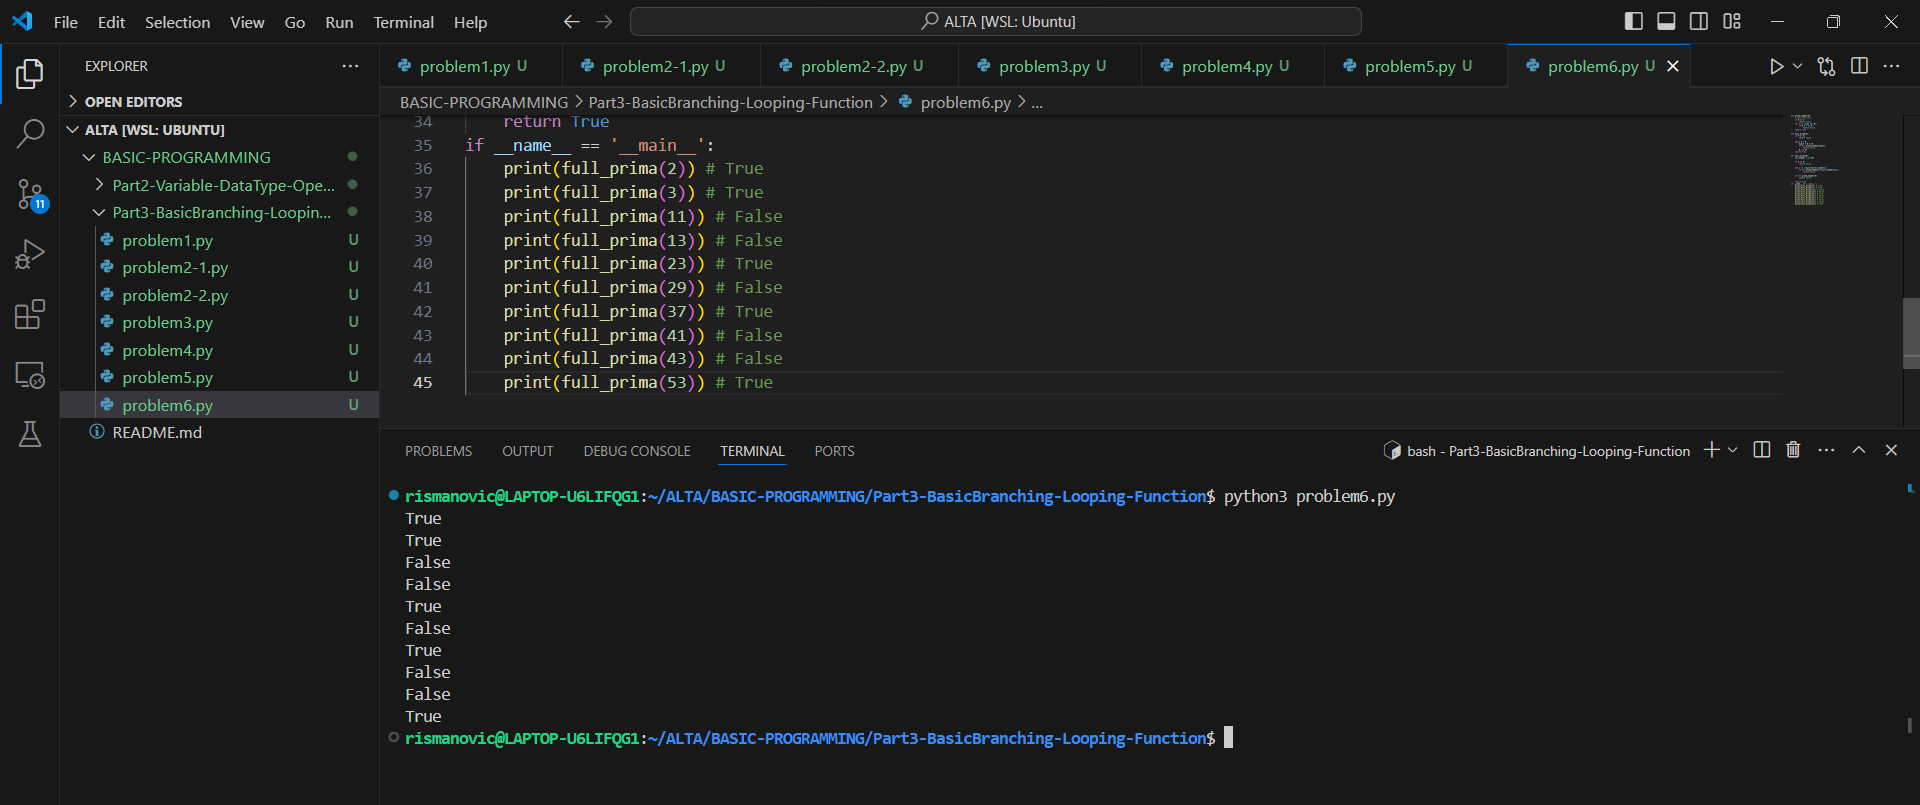 File Edit Selection View Go Run Terminal Help
ALTA [WSL: Ubuntu]
EXPLORER
OPEN EDITORS
ALTA [WSL: UBUNTU]
BASIC-PROGRAMMING
Part2-Variable-DataType-Ope...
Part3-BasicBranching-Loopin...
problem1.py U
problem2-1.py U
problem2-2.py U
problem3.py U
problem4.py U
problem5.py U
problem6.py U
README.md
11
problem1.py U problem2-1.py U problem2-2.py U problem3.py U problem4.py U problem5.py U problem6.py U
BASIC-PROGRAMMING > Part3-BasicBranching-Looping-Function > problem6.py > ...
34 return True
35 if __name__ == '__main__':
36 print(full_prima(2)) # True
37 print(full_prima(3)) # True
38 print(full_prima(11)) # False
39 print(full_prima(13)) # False
40 print(full_prima(23)) # True
41 print(full_prima(29)) # False
42 print(full_prima(37)) # True
43 print(full_prima(41)) # False
44 print(full_prima(43)) # False
45 print(full_prima(53)) # True
PROBLEMS OUTPUT DEBUG CONSOLE TERMINAL PORTS
bash - Part3-BasicBranching-Looping-Function
rismanovic@LAPTOP-U6LIFQG1:~/ALTA/BASIC-PROGRAMMING/Part3-BasicBranching-Looping-Function$ python3 problem6.py
True
True
False
False
True
False
True
False
False
True
rismanovic@LAPTOP-U6LIFQG1:~/ALTA/BASIC-PROGRAMMING/Part3-BasicBranching-Looping-Function$